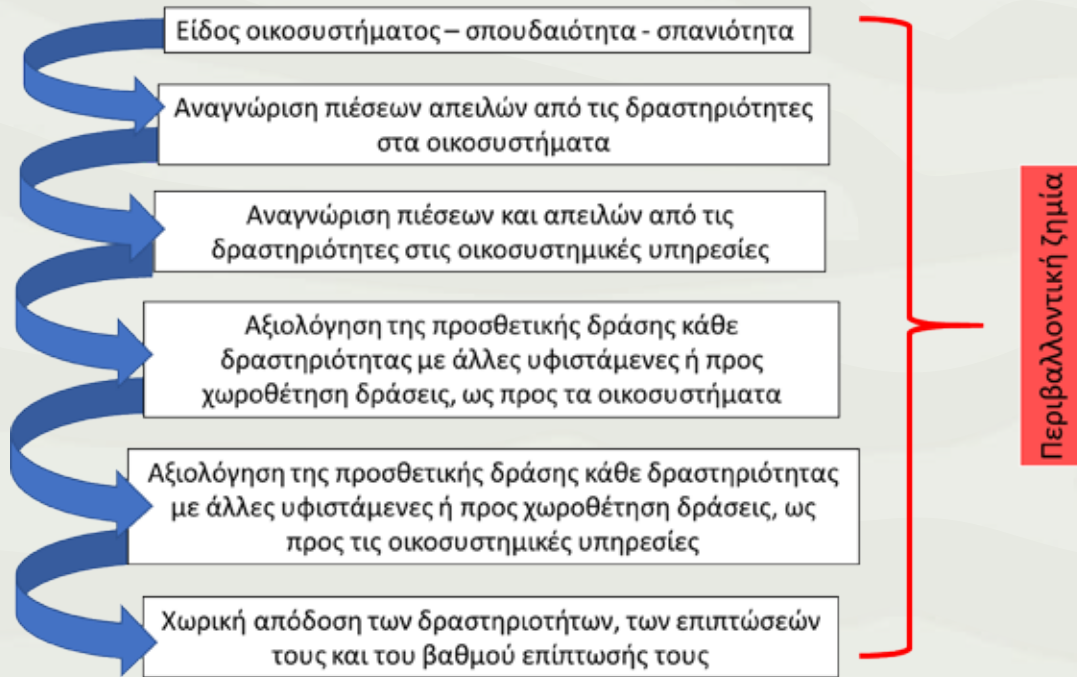 Είδος οικοσυστήματος – σπουδαιότητα - σπανιότητα
Αναγνώριση πιέσεων απειλών από τις δραστηριότητες
στα οικοσυστήματα
Αναγνώριση πιέσεων και απειλών από τις
δραστηριότητες στις οικοσυστημικές υπηρεσίες
Αξιολόγηση της προσθετικής δράσης κάθε
δραστηριότητας με άλλες υφιστάμενες ή προς
χωροθέτηση δράσεις, ως προς τα οικοσυστήματα
Αξιολόγηση της προσθετικής δράσης κάθε δραστηριότητας
με άλλες υφιστάμενες ή προς χωροθέτηση δράσεις, ως
προς τις οικοσυστημικές υπηρεσίες
Χωρική απόδοση των δραστηριοτήτων, των επιπτώσεών
τους και του βαθμού επίπτωσής τους
Περιβαλλοντική ζημία